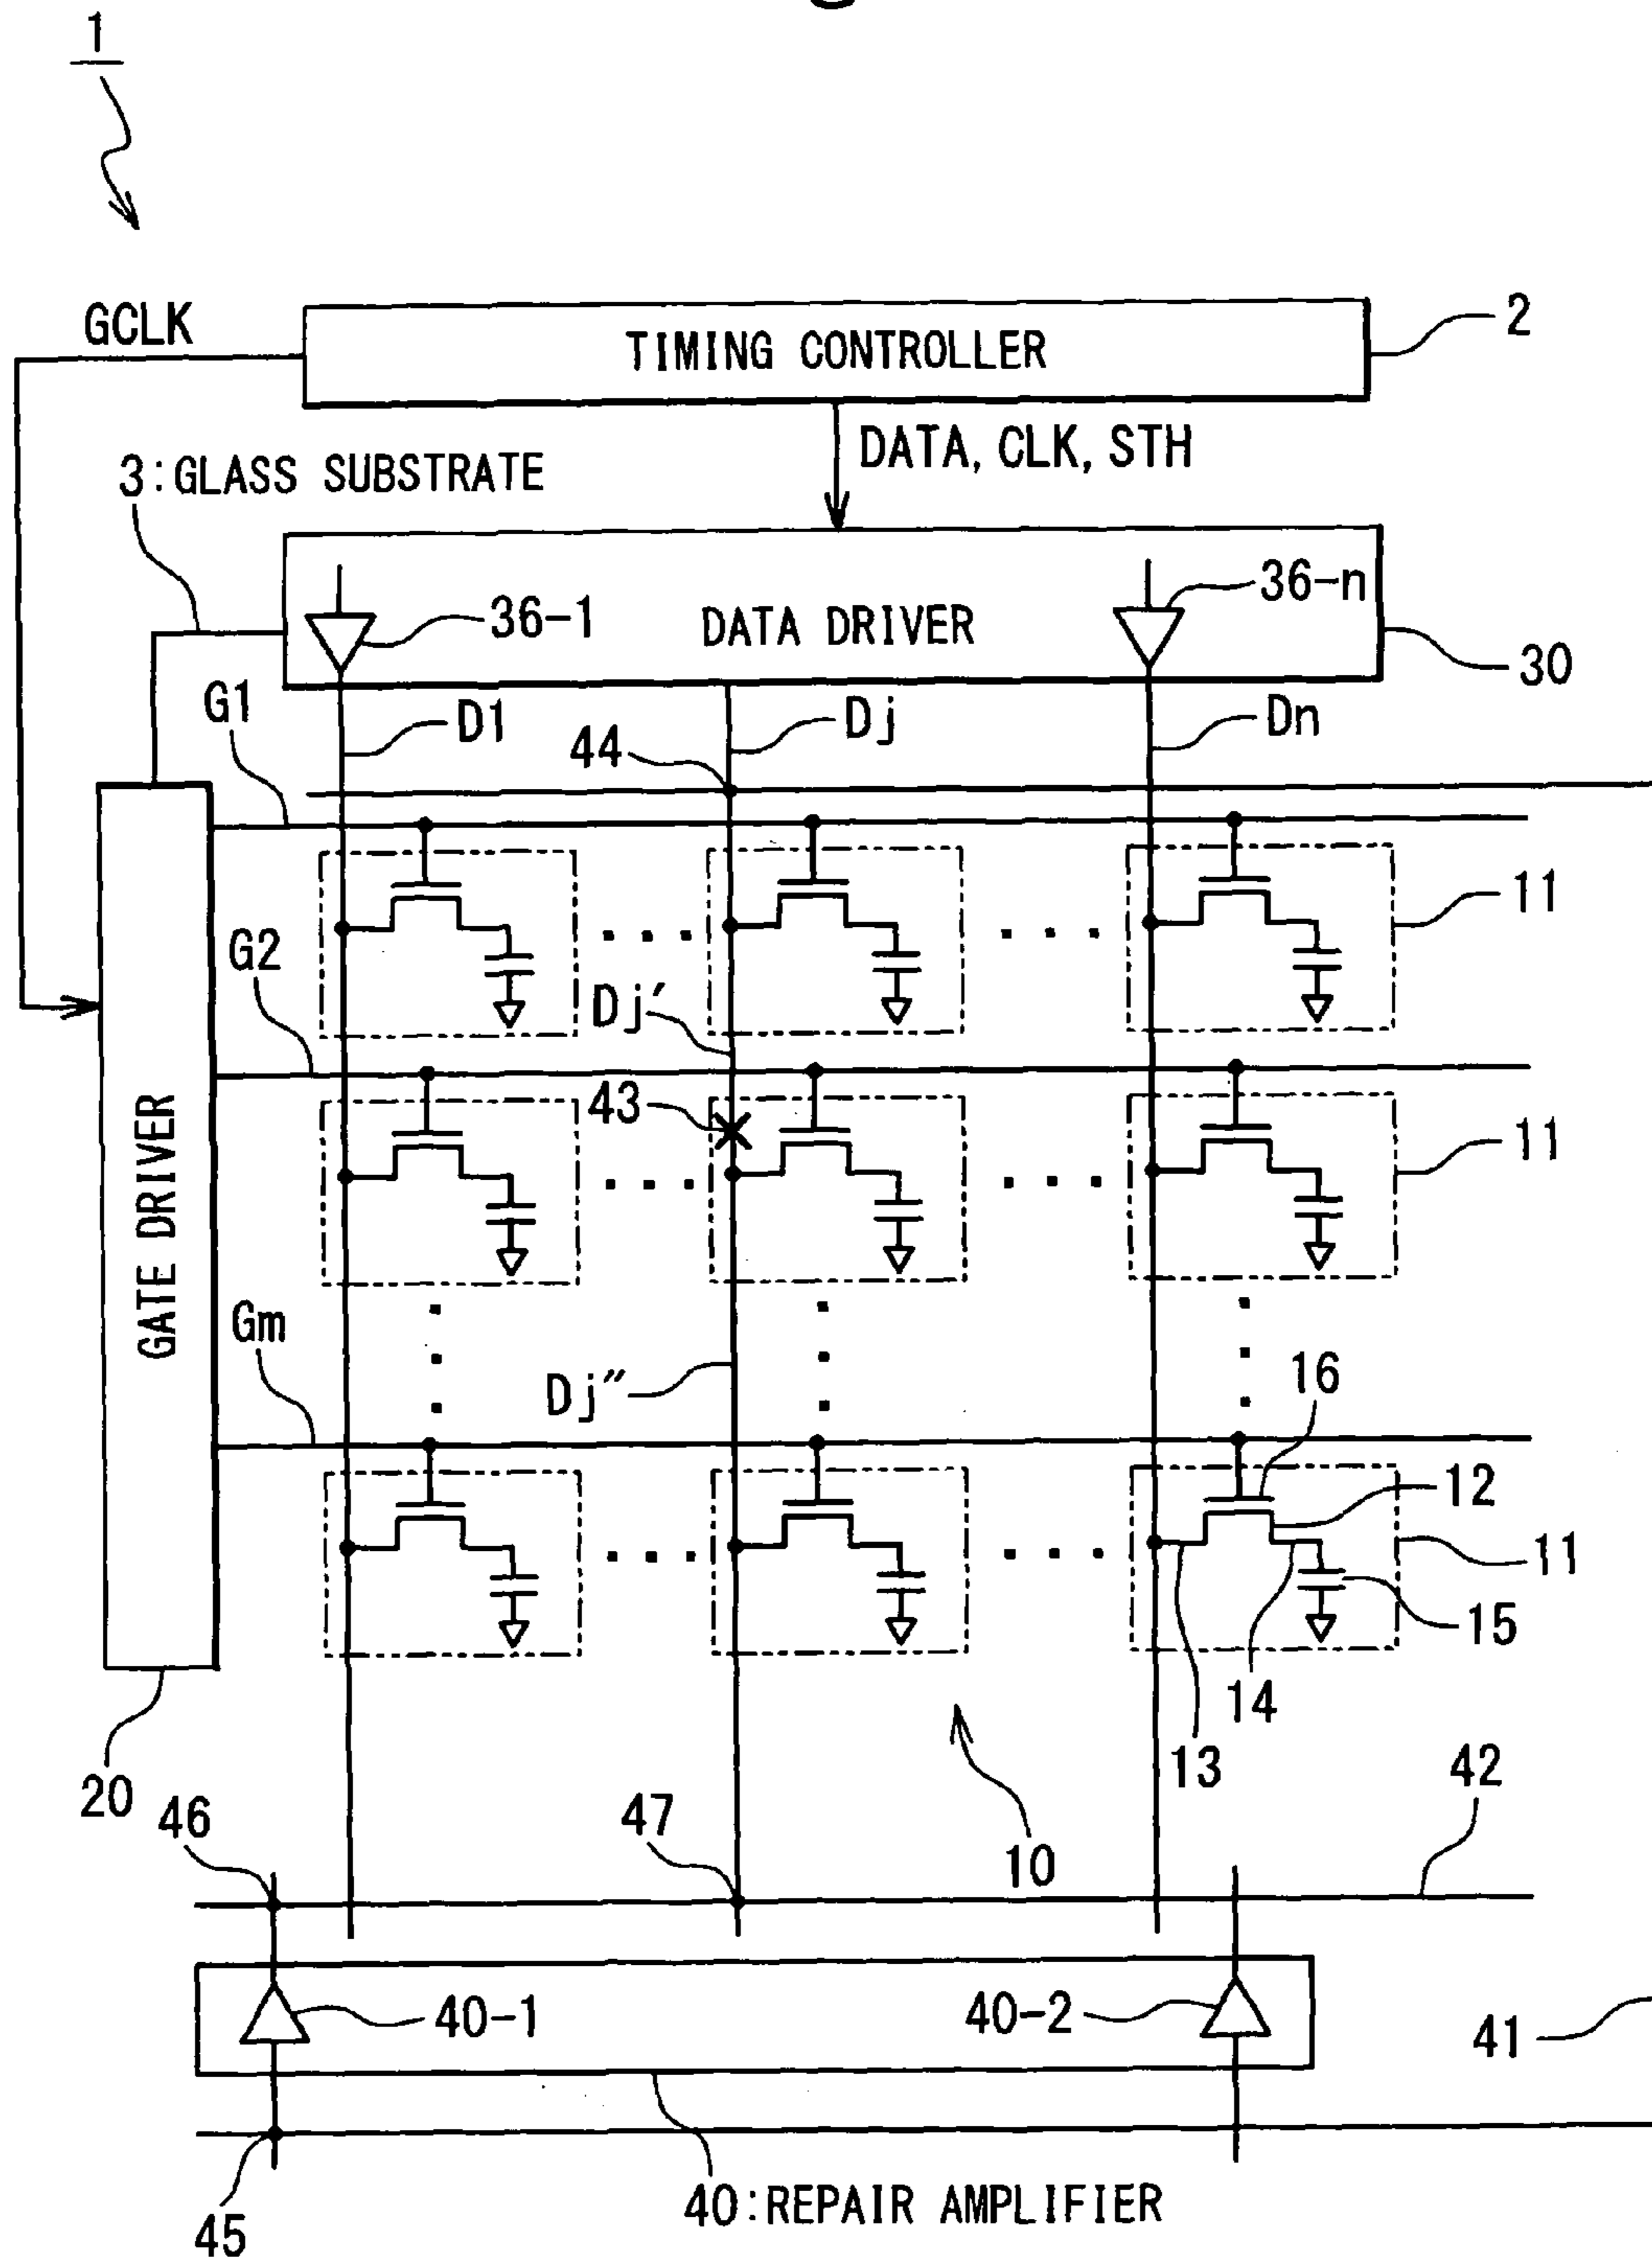 1
GCLK
TIMING CONTROLLER
2
DATA, CLK, STH
3:GLASS SUBSTRATE
36-1
DATA DRIVER
36-n
30
G1
D1
44
Dj
Dn
11
G2
Dj′
43
11
GATE DRIVER
Gm
Dj″
16
12
11
15
14
13
20
46
47
10
42
40-1
40-2
41
45
40:REPAIR AMPLIFIER